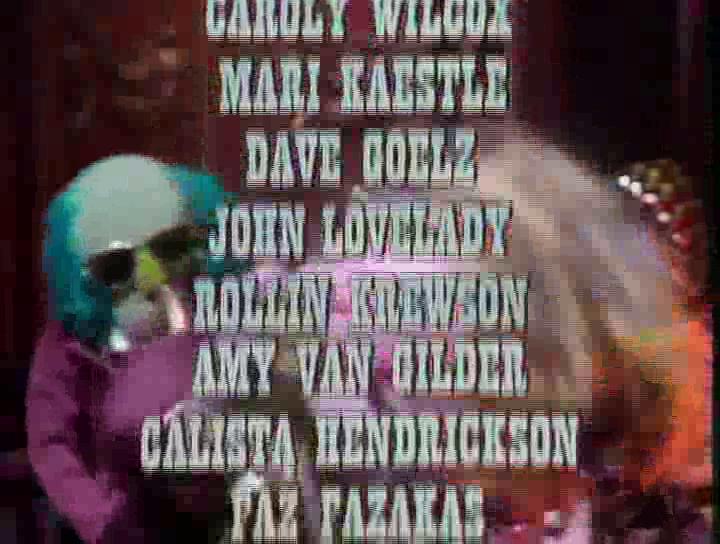 CAROLY WILCOX
MARI KAESTLE
DAVE GOELZ
JOHN LOVELADY
ROLLIN KREWSON
AMY VAN GILDER
CALISTA HENDRICKSON
FAZ FAZAKAS